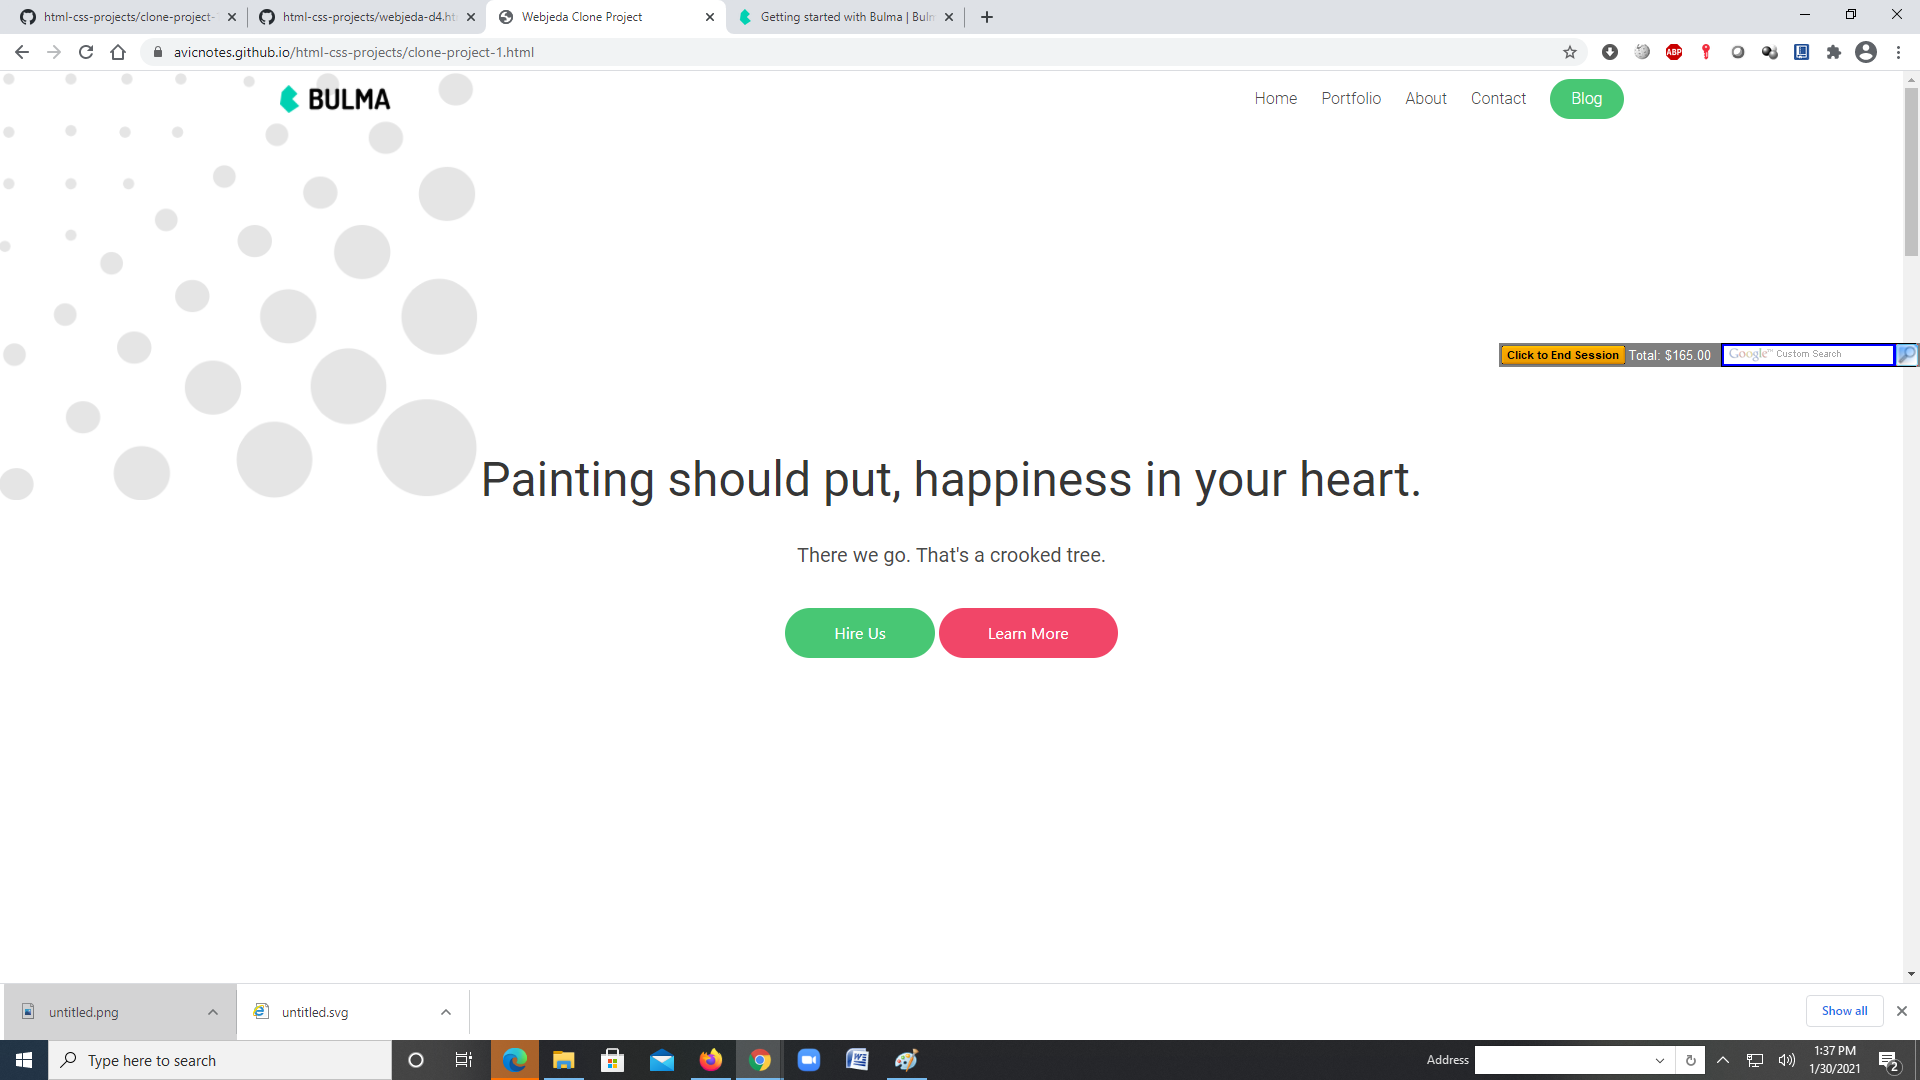 html-css-projects/clone-project-
html-css-projects/webjeda-d4.ht
Webjeda Clone Project
Getting started with Bulma | Bulm
avicnotes.github.io/html-css-projects/clone-project-1.html
ABP
BULMA
Home
Portfolio
About
Contact
Blog
Click to End Session
Total: $165.00
Google™ Custom Search
Painting should put, happiness in your heart.
There we go. That's a crooked tree.
Hire Us
Learn More
untitled.png
untitled.svg
Show all
Type here to search
Address
1:37 PM
1/30/2021
2